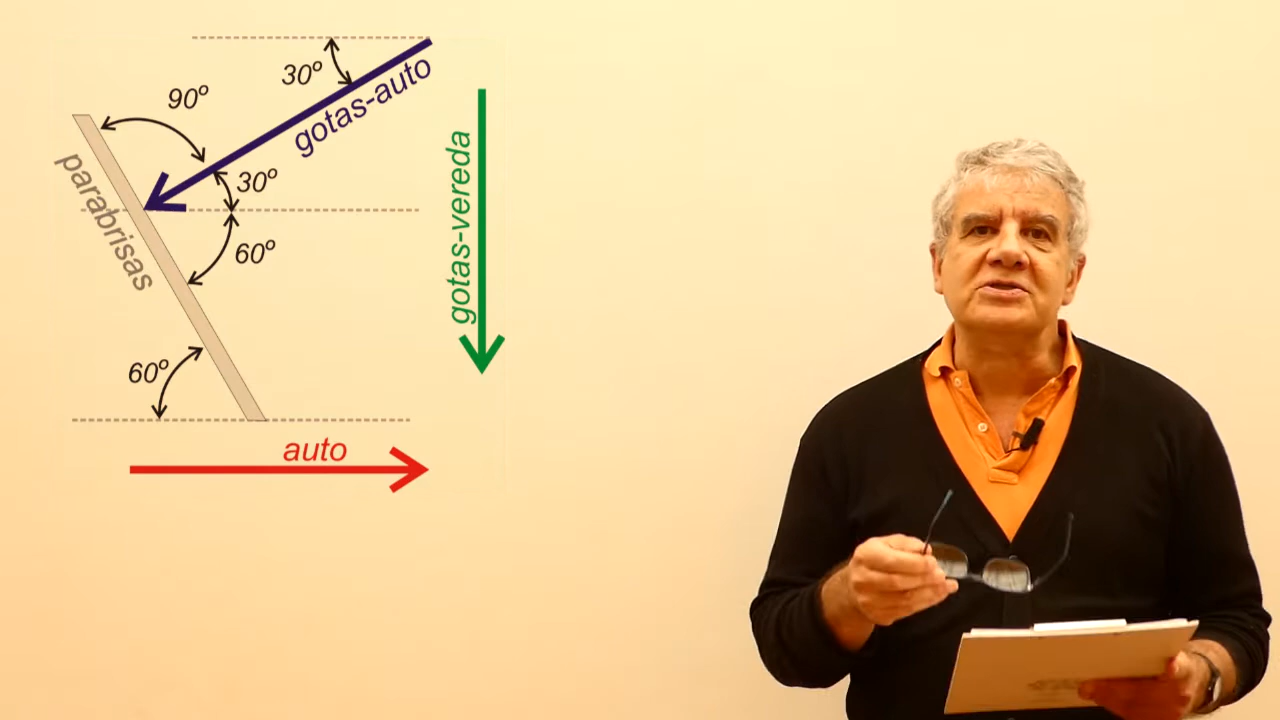 30º
gotas-auto
90º
30º
parabrisas
gotas-vereda
60º
60º
auto